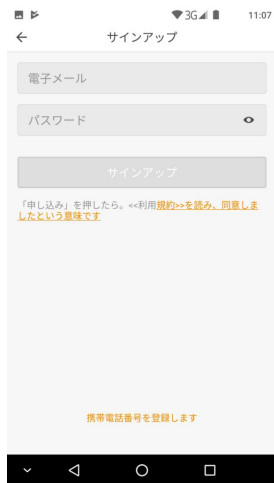 3G 11:07
サインアップ
電子メール
パスワード
サインアップ
「申し込み」を押したら。<<利用規約>>を読み、同意しま
したという意味です
携帯電話番号を登録します